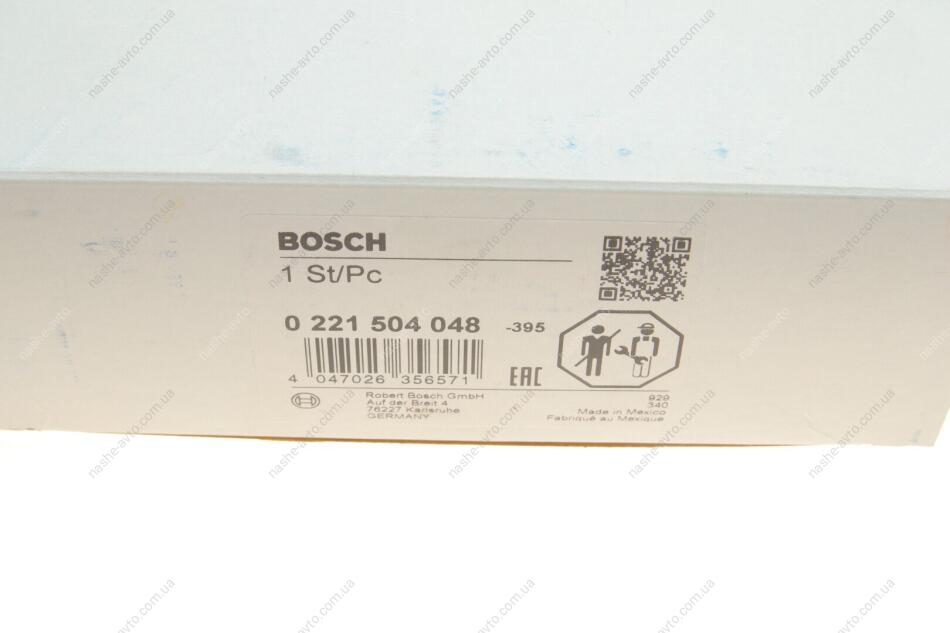 BOSCH
1 St/Pc
0 221 504 048 -395
4 047026 356571
EAC
Robert Bosch GmbH
Auf der Breit 4
76227 Karlsruhe
GERMANY
929
340
Made in Mexico
Fabriqué au Mexique
nashe-avto.com.ua